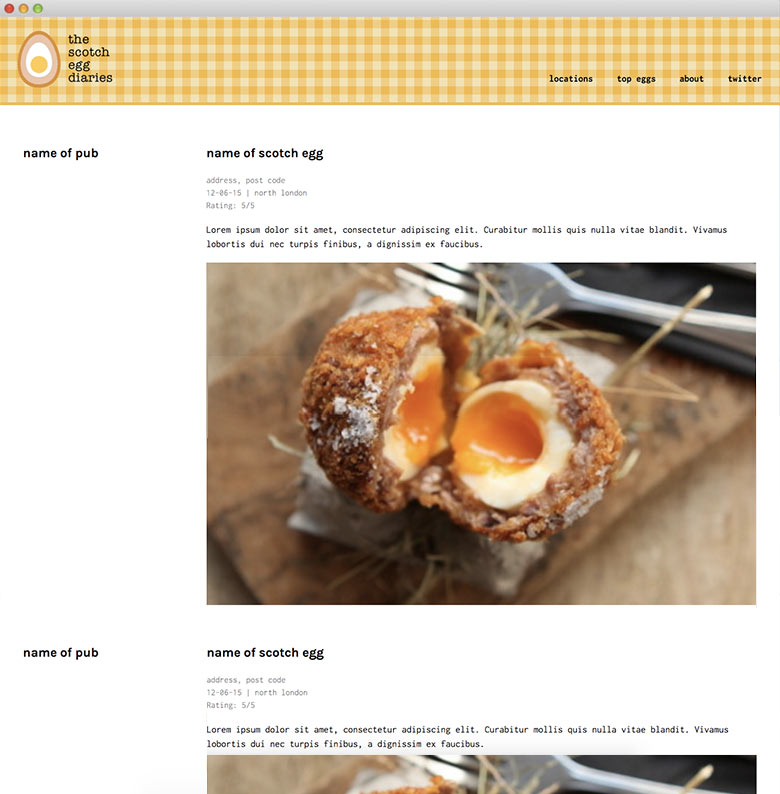 the
scotch
egg
diaries
locations top eggs about twitter
name of pub
name of scotch egg
address, post code
12-06-15 | north london
Rating: 5/5
Lorem ipsum dolor sit amet, consectetur adipiscing elit. Curabitur mollis quis nulla vitae blandit. Vivamus
lobortis dui nec turpis finibus, a dignissim ex faucibus.
name of pub
name of scotch egg
address, post code
12-06-15 | north london
Rating: 5/5
Lorem ipsum dolor sit amet, consectetur adipiscing elit. Curabitur mollis quis nulla vitae blandit. Vivamus
lobortis dui nec turpis finibus, a dignissim ex faucibus.